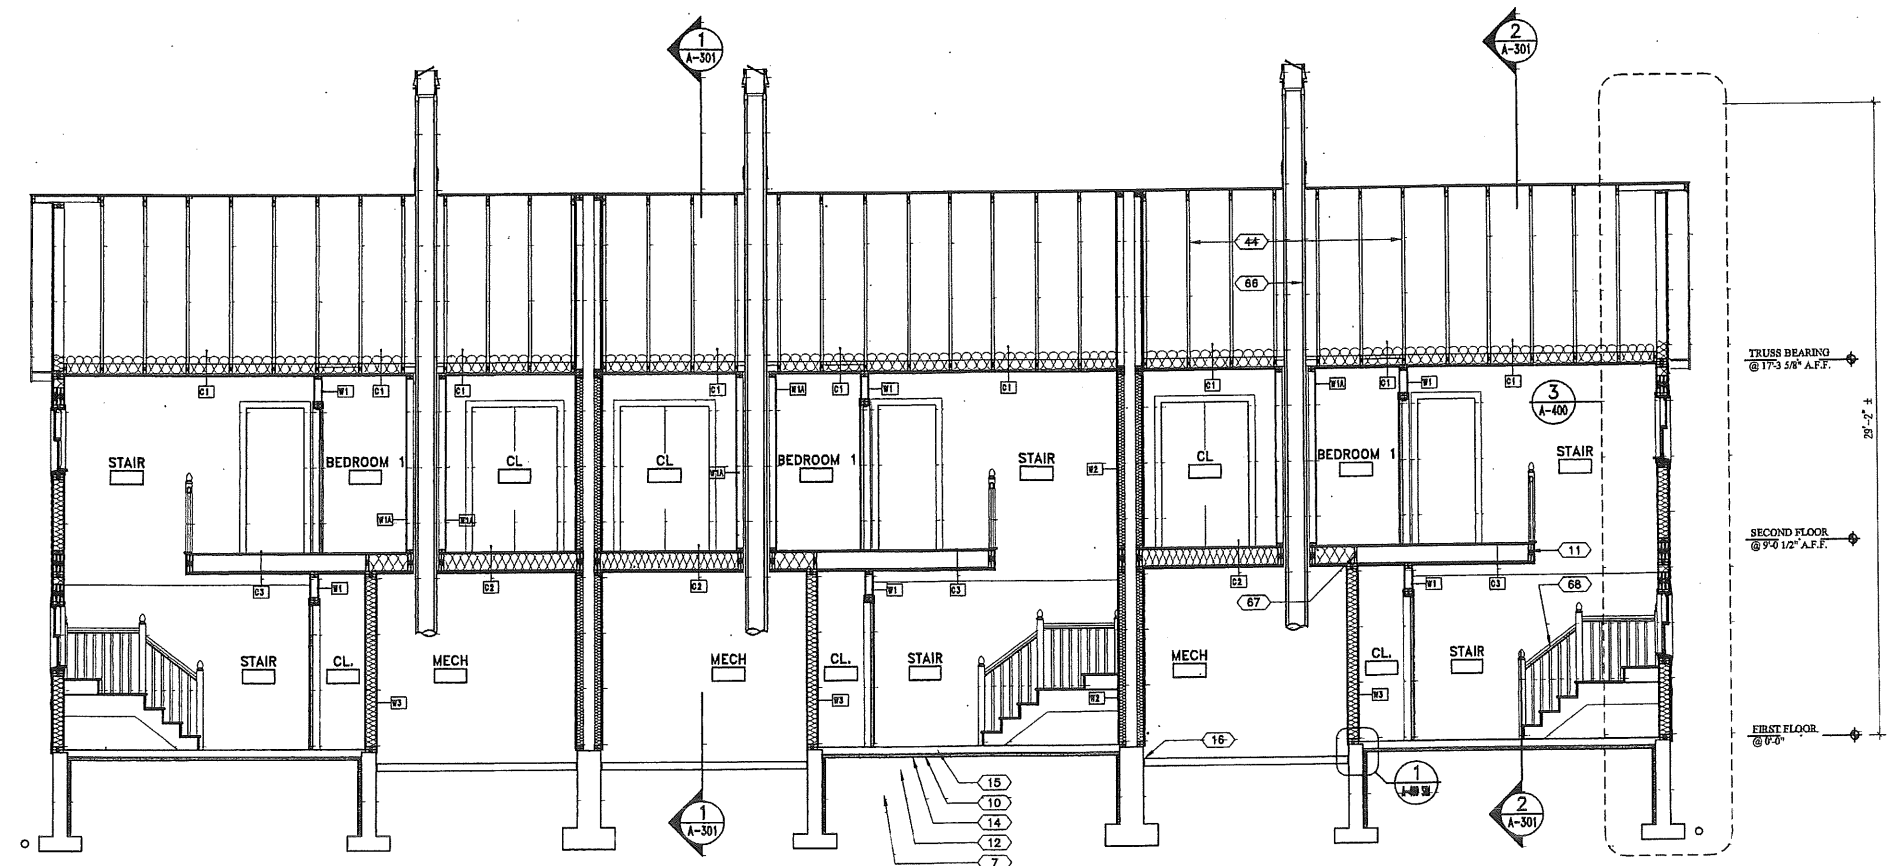 1
A-301
2
A-301
44
66
TRUSS BEARING
@ 17'-3 5/8" A.F.F.
C1
W1
C1
C1
C1
W1A
C1
W1
C1
C1
W1A
C1
W1
C1
3
A-400
29'-2" ±
STAIR
BEDROOM 1
CL
CL
W1A
BEDROOM 1
STAIR
W2
CL
BEDROOM 1
STAIR
W1A
W1A
SECOND FLOOR
@ 9'-0 1/2" A.F.F.
11
C3
W1
C2
C2
W1
C3
C2
67
W1
C3
68
STAIR
CL.
MECH
MECH
CL.
STAIR
MECH
CL.
STAIR
W3
W3
W2
W3
FIRST FLOOR
@ 0'-0"
16
15
10
14
12
7
1
1
A-301
2
A-301